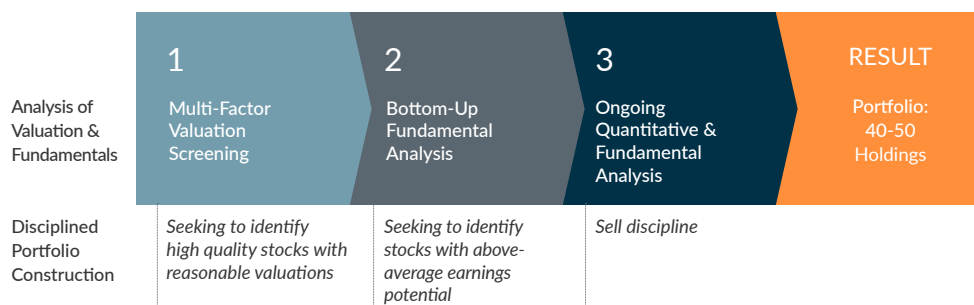 1
2
3
RESULT
Analysis of
Valuation &
Fundamentals
Multi-Factor
Valuation
Screening
Bottom-Up
Fundamental
Analysis
Ongoing
Quantitative &
Fundamental
Analysis
Portfolio:
40-50
Holdings
Disciplined
Portfolio
Construction
Seeking to identify
high quality stocks with
reasonable valuations
Seeking to identify
stocks with above-
average earnings
potential
Sell discipline